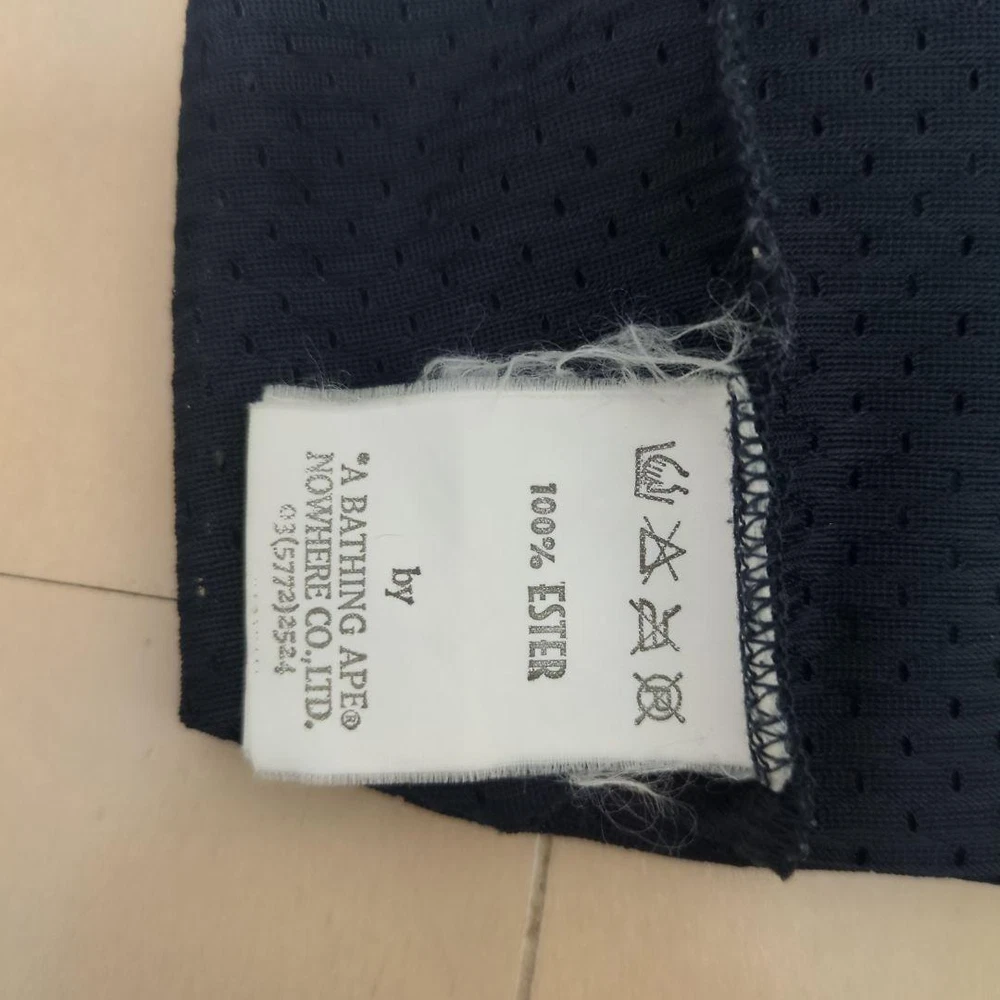 100% ESTER
by
"A BATHING APE®
NOWHERE CO.,LTD.
03(5772)2524